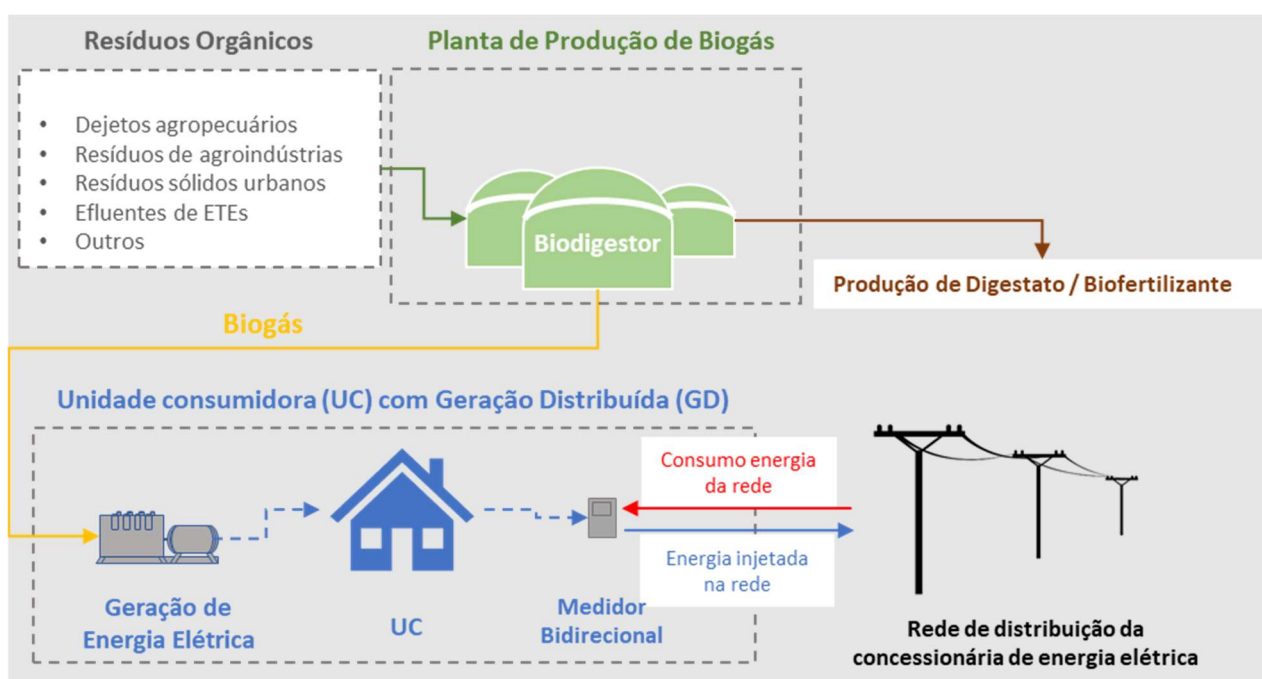 Resíduos Orgânicos
Planta de Produção de Biogás
• Dejetos agropecuários
• Resíduos de agroindústrias
• Resíduos sólidos urbanos
• Efluentes de ETEs
• Outros
Biodigestor
Produção de Digestato / Biofertilizante
Biogás
Unidade consumidora (UC) com Geração Distribuída (GD)
Consumo energia
da rede
Energia injetada
na rede
Geração de
Energia Elétrica
UC
Medidor
Bidirecional
Rede de distribuição da
concessionária de energia elétrica